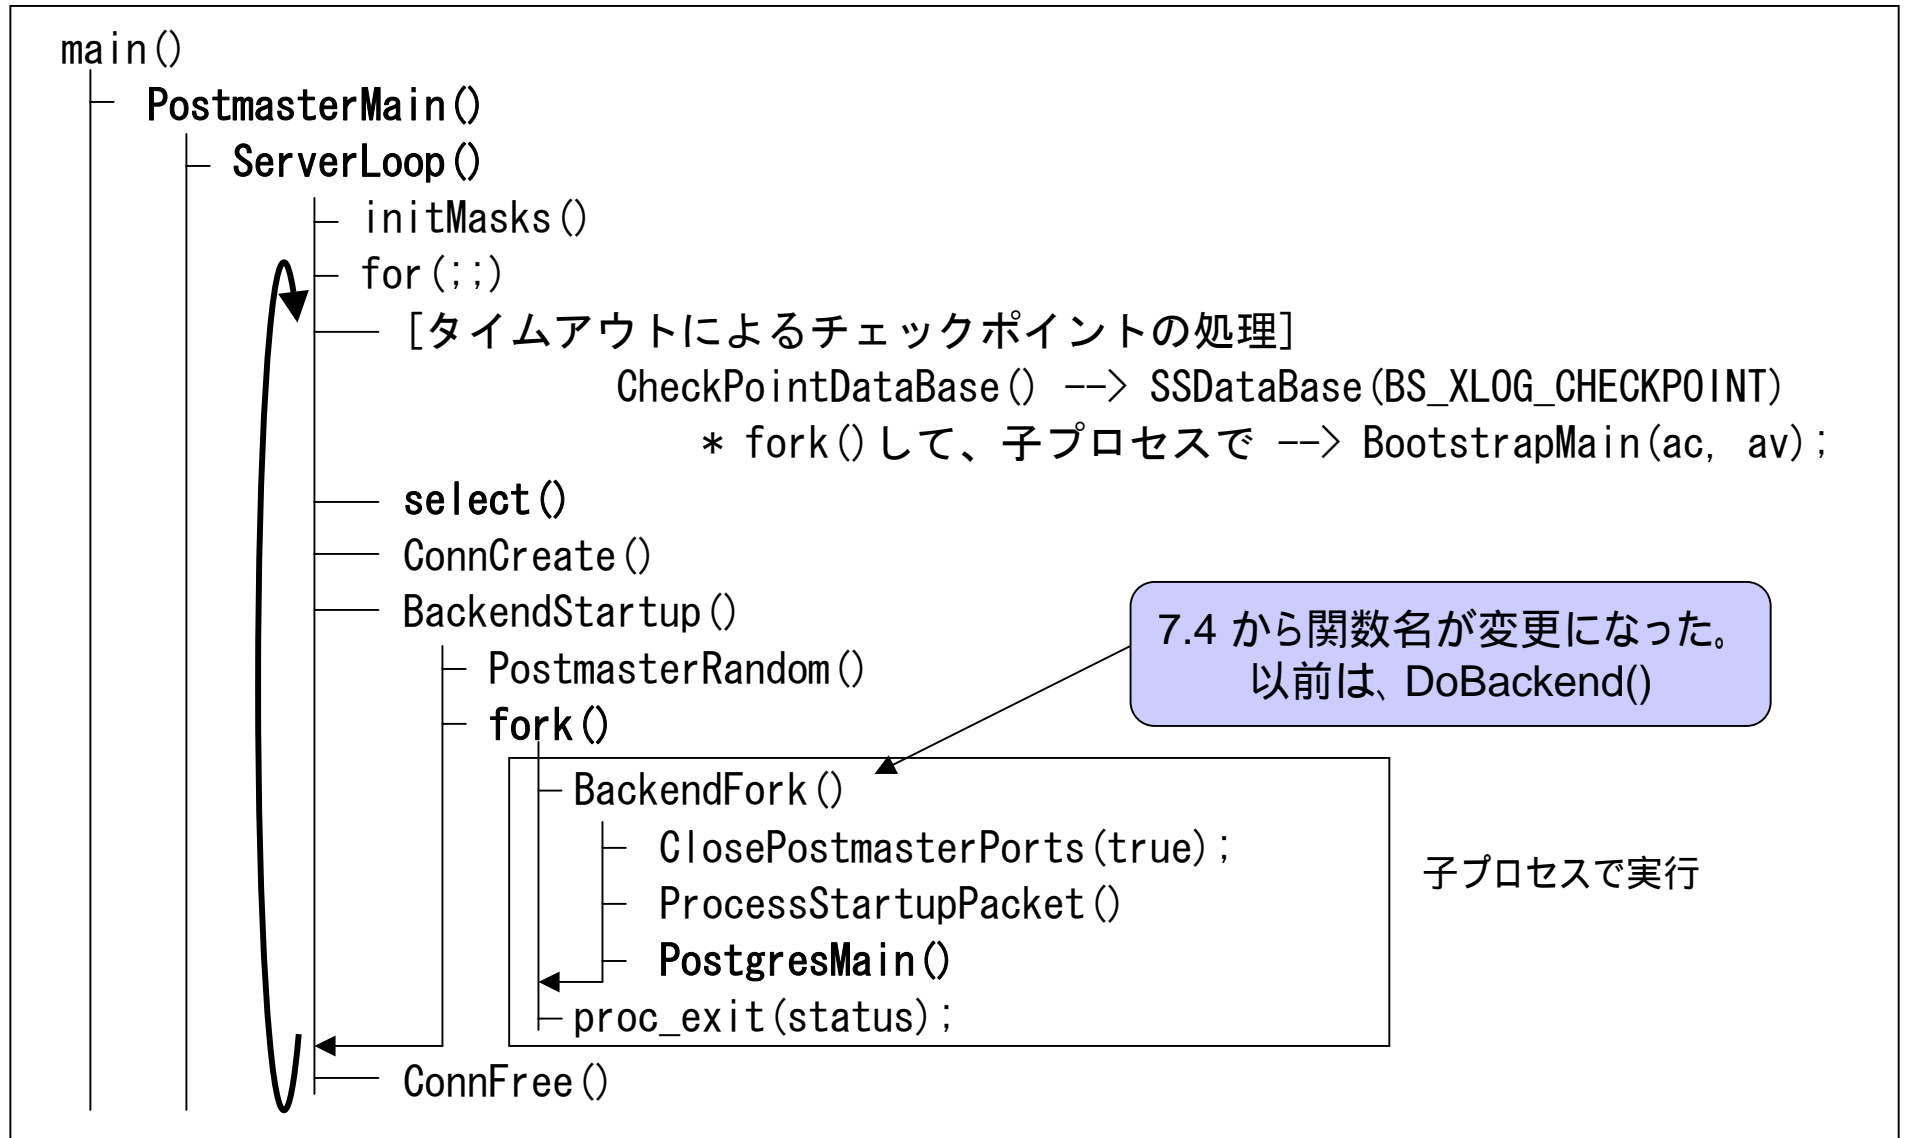 main()
PostmasterMain()
ServerLoop()
initMasks()
for(;;)
[タイムアウトによるチェックポイントの処理]
CheckPointDataBase() --> SSDataBase(BS_XLOG_CHECKPOINT)
* fork()して、子プロセスで --> BootstrapMain(ac, av);
select()
ConnCreate()
BackendStartup()
7.4 から関数名が変更になった。
以前は、DoBackend()
PostmasterRandom()
fork()
BackendFork()
ClosePostmasterPorts(true);
ProcessStartupPacket()
PostgresMain()
proc_exit(status);
子プロセスで実行
ConnFree()